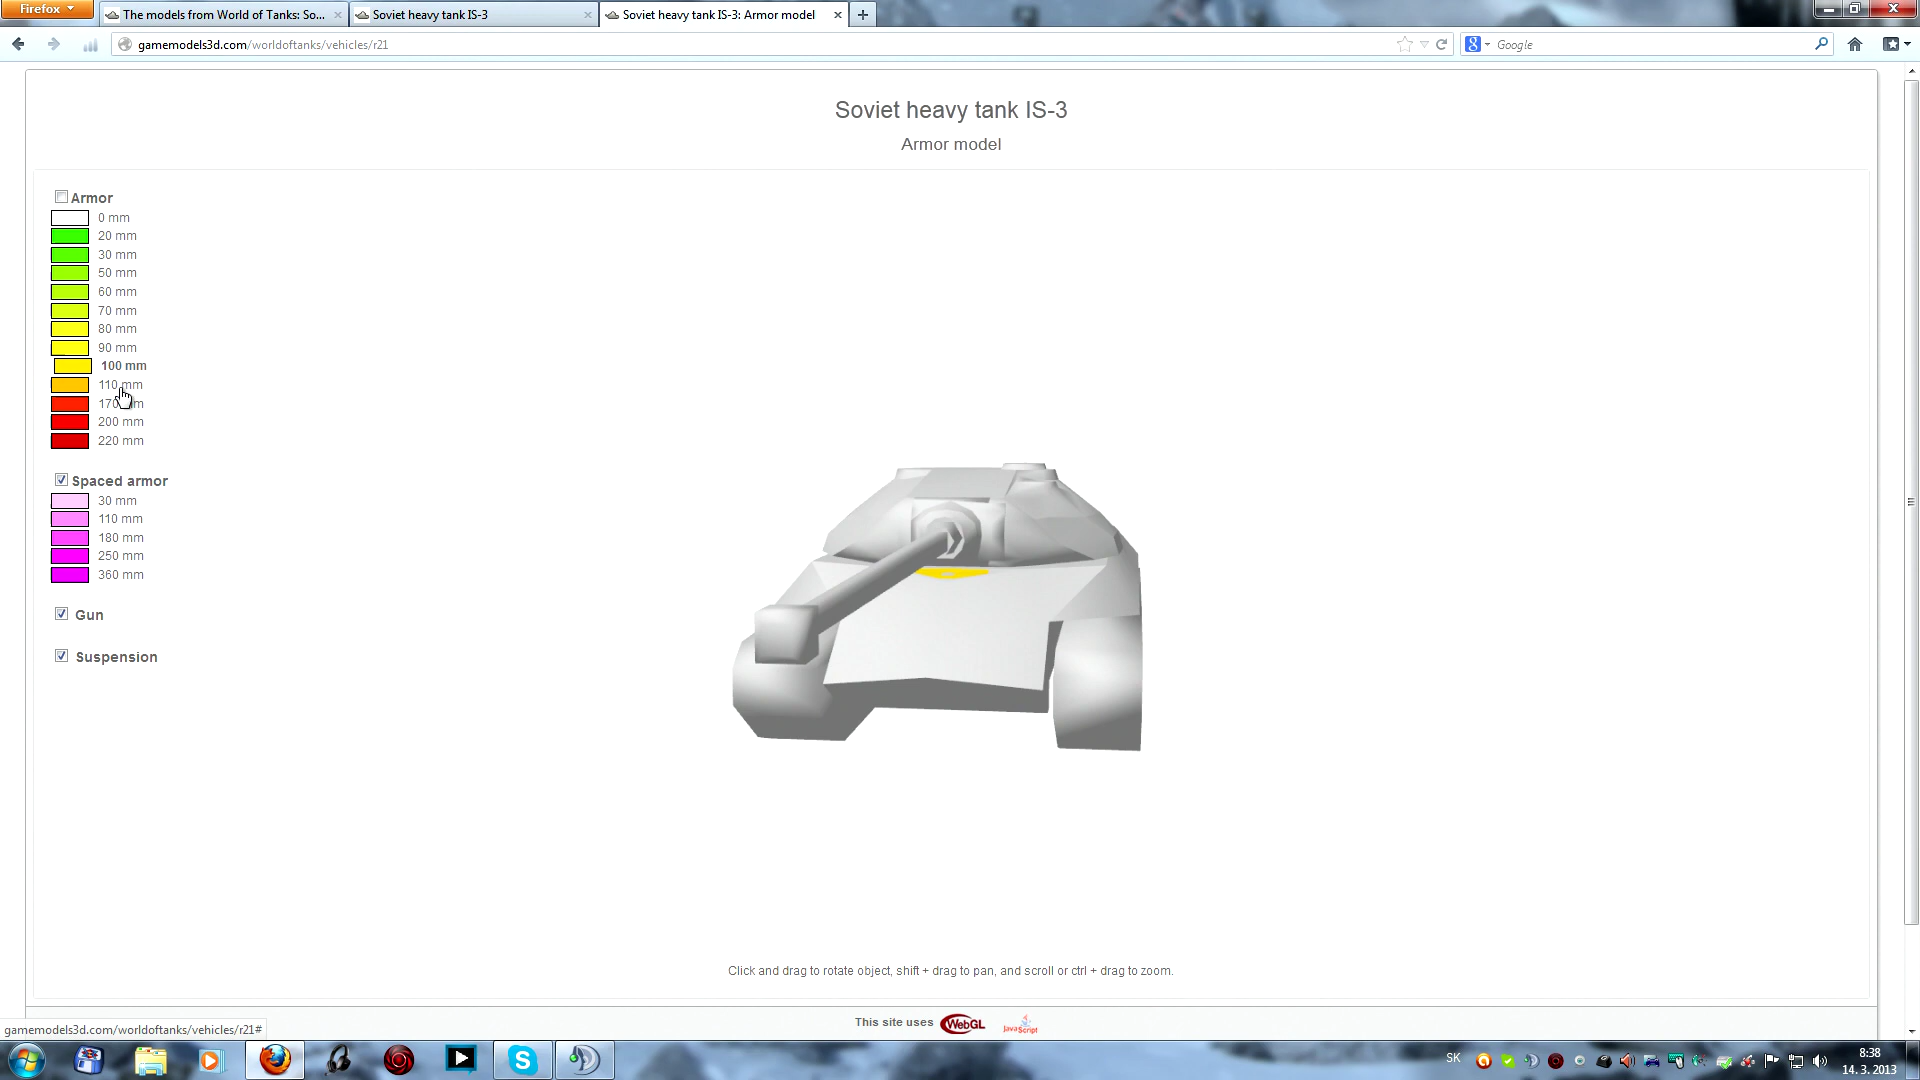 Firefox
The models from World of Tanks: So...
Soviet heavy tank IS-3
Soviet heavy tank IS-3: Armor model
gamemodels3d.com/worldoftanks/vehicles/r21
Google
Soviet heavy tank IS-3
Armor model
Armor
0 mm
20 mm
30 mm
50 mm
60 mm
70 mm
80 mm
90 mm
100 mm
110 mm
170 mm
200 mm
220 mm
Spaced armor
30 mm
110 mm
180 mm
250 mm
360 mm
Gun
Suspension
Click and drag to rotate object, shift + drag to pan, and scroll or ctrl + drag to zoom.
This site uses WebGL JavaScript
gamemodels3d.com/worldoftanks/vehicles/r21#
SK
8:38
14. 3. 2013